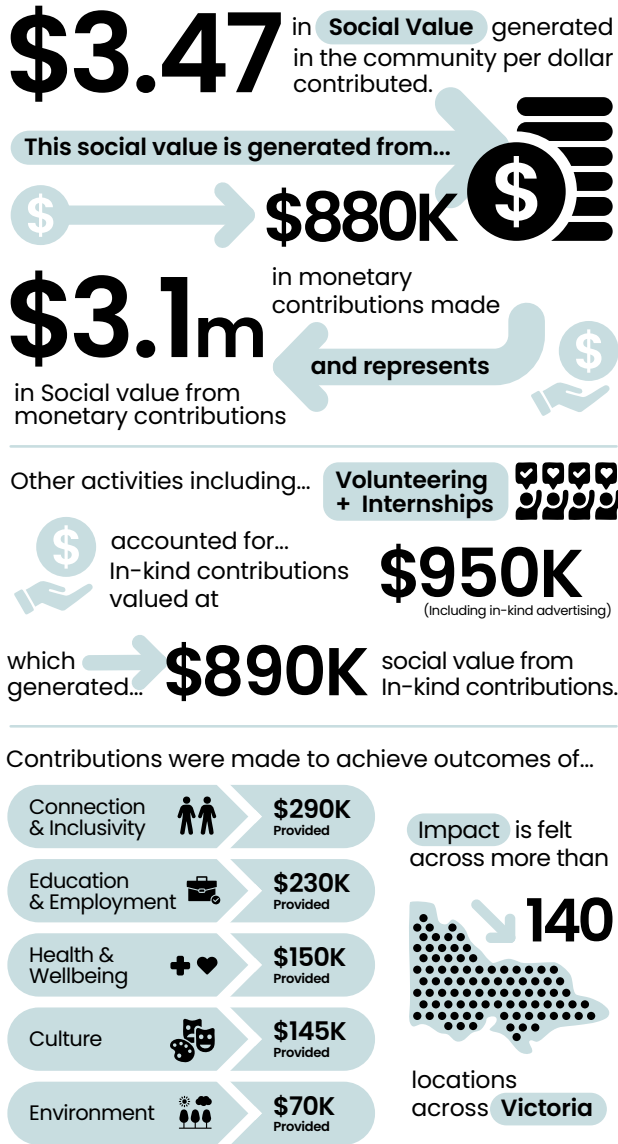 $3.47 in Social Value generated
in the community per dollar
contributed.
This social value is generated from...
$
$880K
$
in monetary
contributions made
$3.1m
and represents
$
in Social value from
monetary contributions
Other activities including...
Volunteering
+ Internships
$
accounted for...
In-kind contributions
valued at
$950K
(Including in-kind advertising)
which
generated...
$890K
social value from
In-kind contributions.
Contributions were made to achieve outcomes of...
Connection
& Inclusivity
$290K
Provided
Education
& Employment
$230K
Provided
Health &
Wellbeing
$150K
Provided
Culture
$145K
Provided
Environment
$70K
Provided
Impact is felt
across more than
140
locations
across Victoria